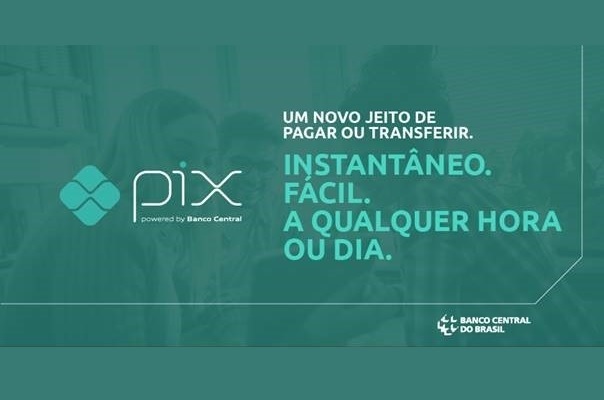 UM NOVO JEITO DE
PAGAR OU TRANSFERIR.
INSTANTÂNEO.
FÁCIL.
A QUALQUER HORA
OU DIA.
pix
powered by Banco Central
BANCO CENTRAL
DO BRASIL